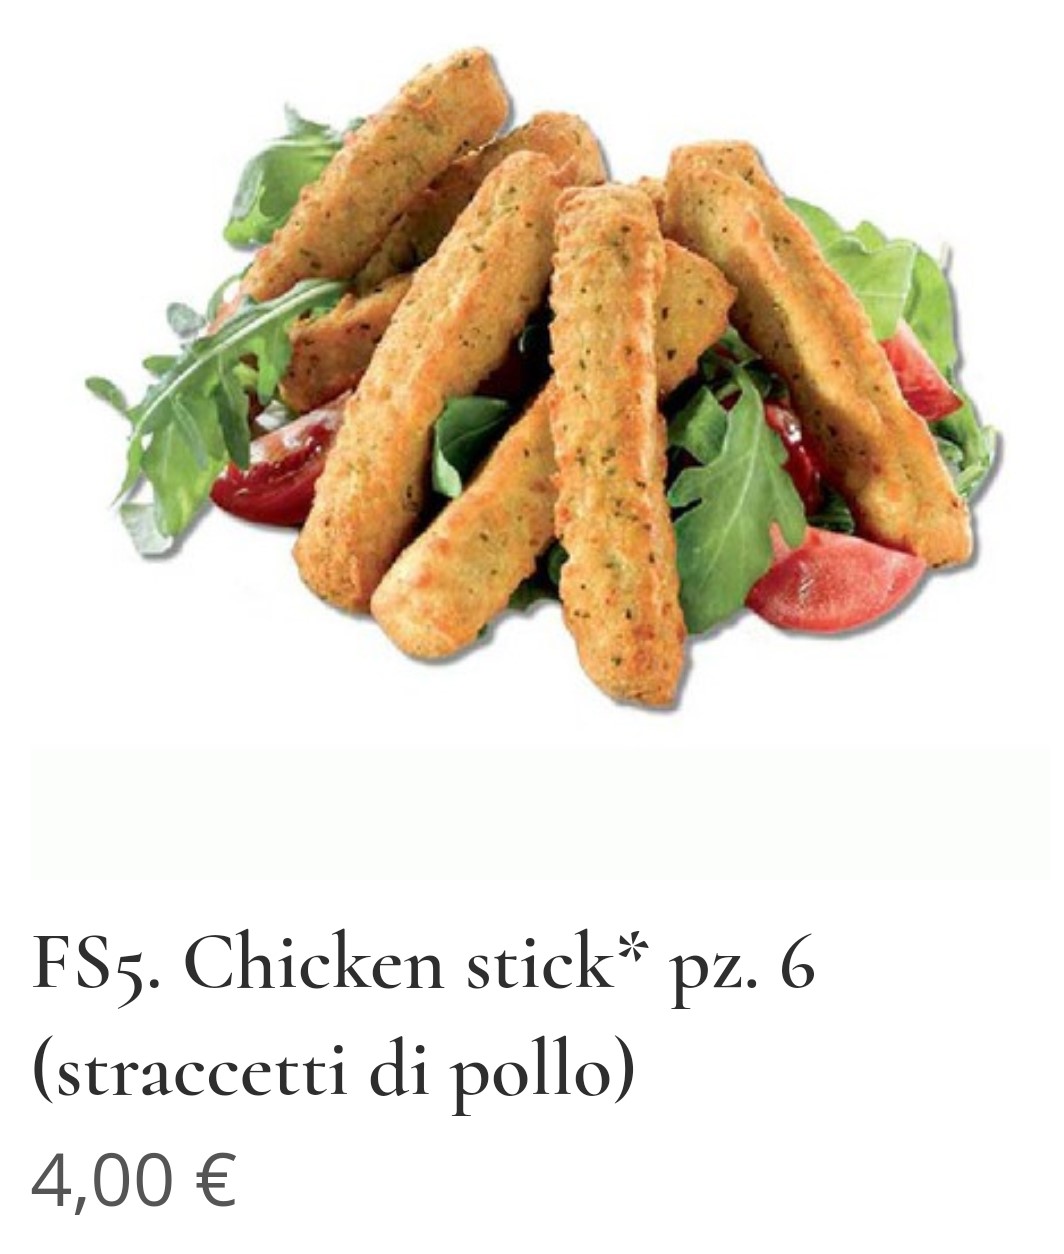 FS5. Chicken stick* pz. 6
(straccetti di pollo)
4,00 €